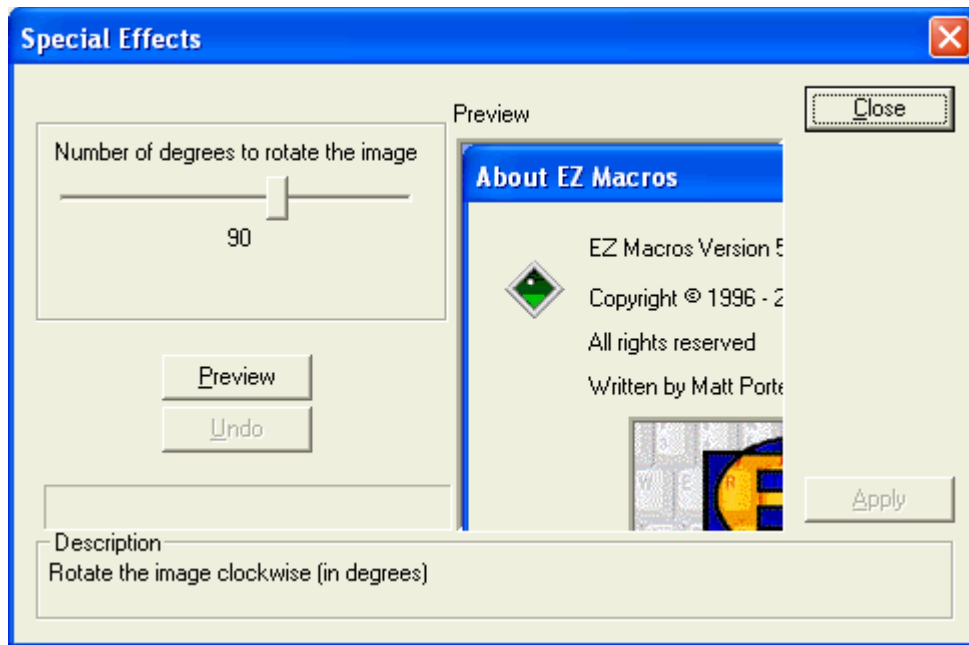 Special Effects
Number of degrees to rotate the image
90
Preview
Undo
Preview
About EZ Macros
EZ Macros Version 5
Copyright © 1996 - 2
All rights reserved
Written by Matt Porte
W E R
E
Close
Apply
Description
Rotate the image clockwise (in degrees)